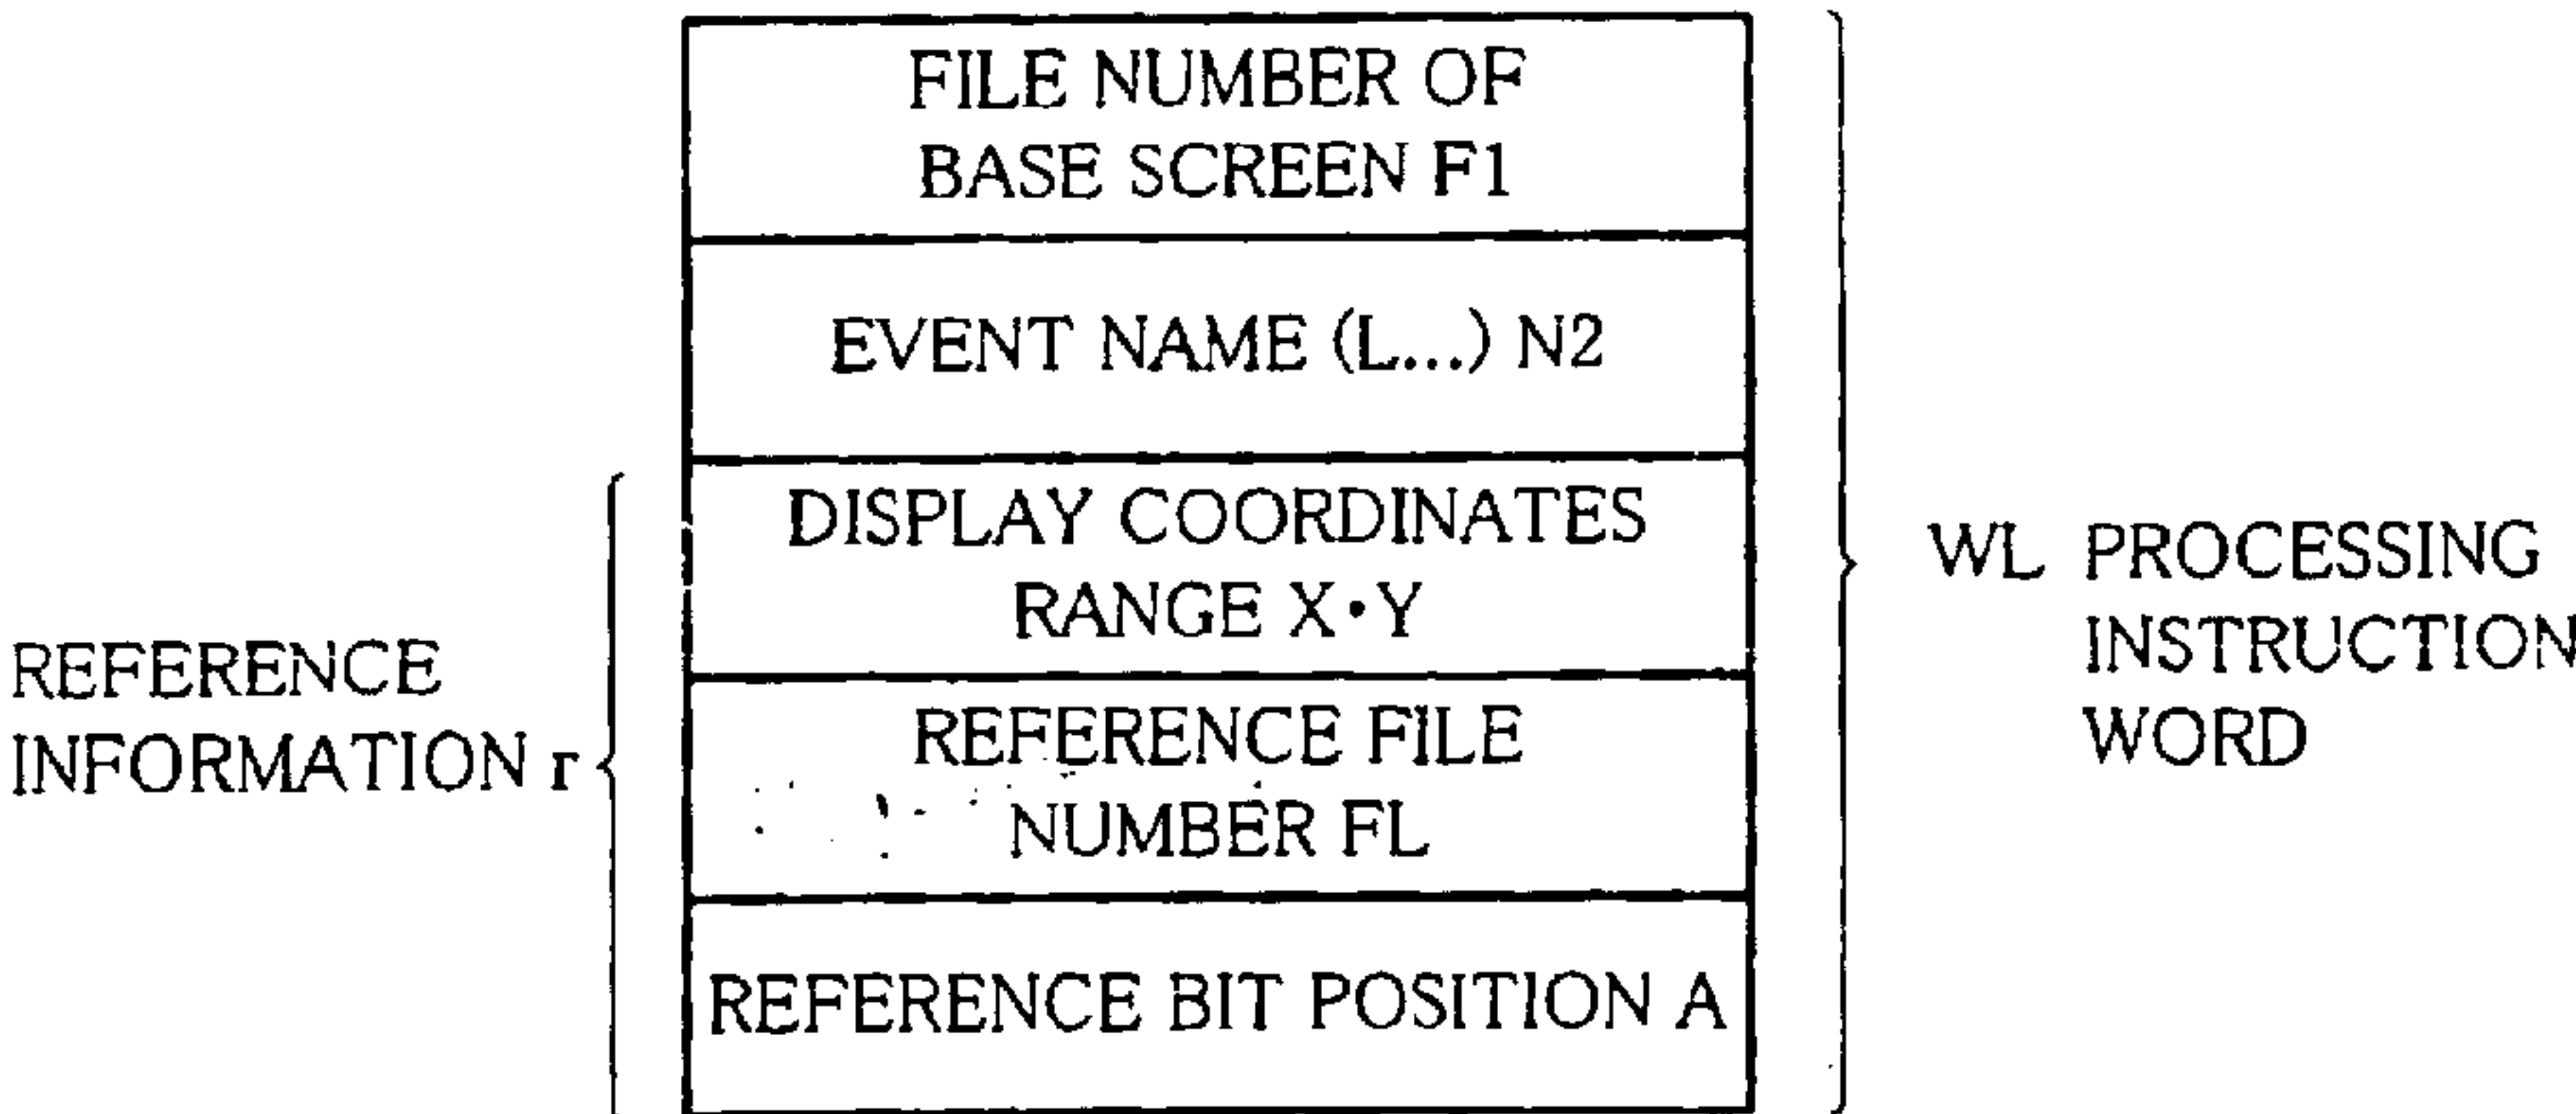 FILE NUMBER OF
BASE SCREEN F1
EVENT NAME (L...) N2
DISPLAY COORDINATES
RANGE X·Y
REFERENCE FILE
NUMBER FL
REFERENCE BIT POSITION A
REFERENCE
INFORMATION r
WL PROCESSING
INSTRUCTION
WORD